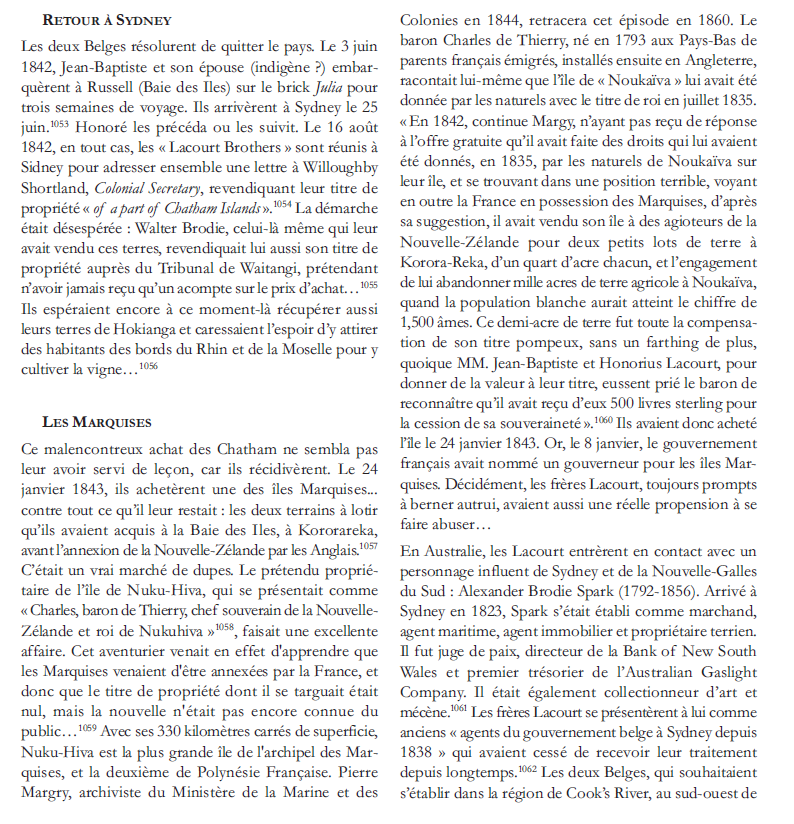 RETOUR À SYDNEY
Les deux Belges résolurent de quitter le pays. Le 3 juin
1842, Jean-Baptiste et son épouse (indigène ?) embar-
quèrent à Russell (Baie des Iles) sur le brick Julia pour
trois semaines de voyage. Ils arrivèrent à Sydney le 25
juin.1053 Honoré les précéda ou les suivit. Le 16 août
1842, en tout cas, les « Lacourt Brothers » sont réunis à
Sidney pour adresser ensemble une lettre à Willoughby
Shortland, Colonial Secretary, revendiquant leur titre de
propriété « of a part of Chatham Islands ».1054 La démarche
était désespérée : Walter Brodie, celui-là même qui leur
avait vendu ces terres, revendiquait lui aussi son titre de
propriété auprès du Tribunal de Waitangi, prétendant
n'avoir jamais reçu qu'un acompte sur le prix d'achat…1055
Ils espéraient encore à ce moment-là récupérer aussi
leurs terres de Hokianga et caressaient l'espoir d'y attirer
des habitants des bords du Rhin et de la Moselle pour y
cultiver la vigne…1056
LES MARQUISES
Ce malencontreux achat des Chatham ne sembla pas
leur avoir servi de leçon, car ils récidivèrent. Le 24
janvier 1843, ils achetèrent une des îles Marquises...
contre tout ce qu'il leur restait : les deux terrains à lotir
qu'ils avaient acquis à la Baie des Iles, à Kororareka,
avant l'annexion de la Nouvelle-Zélande par les Anglais.1057
C'était un vrai marché de dupes. Le prétendu proprié-
taire de l'île de Nuku-Hiva, qui se présentait comme
« Charles, baron de Thierry, chef souverain de la Nouvelle-
Zélande et roi de Nukuhiva »1058, faisait une excellente
affaire. Cet aventurier venait en effet d'apprendre que
les Marquises venaient d'être annexées par la France, et
donc que le titre de propriété dont il se targuait était
nul, mais la nouvelle n'était pas encore connue du
public…1059 Avec ses 330 kilomètres carrés de superficie,
Nuku-Hiva est la plus grande île de l'archipel des Mar-
quises, et la deuxième de Polynésie Française. Pierre
Margry, archiviste du Ministère de la Marine et des
Colonies en 1844, retracera cet épisode en 1860. Le
baron Charles de Thierry, né en 1793 aux Pays-Bas de
parents français émigrés, installés ensuite en Angleterre,
racontait lui-même que l'île de « Noukaïva » lui avait été
donnée par les naturels avec le titre de roi en juillet 1835.
« En 1842, continue Margy, n'ayant pas reçu de réponse
à l'offre gratuite qu'il avait faite des droits qui lui avaient
été donnés, en 1835, par les naturels de Noukaïva sur
leur île, et se trouvant dans une position terrible, voyant
en outre la France en possession des Marquises, d'après
sa suggestion, il avait vendu son île à des agioteurs de la
Nouvelle-Zélande pour deux petits lots de terre à
Korora-Reka, d'un quart d'acre chacun, et l'engagement
de lui abandonner mille acres de terre agricole à Noukaïva,
quand la population blanche aurait atteint le chiffre de
1,500 âmes. Ce demi-acre de terre fut toute la compensa-
tion de son titre pompeux, sans un farthing de plus,
quoique MM. Jean-Baptiste et Honorius Lacourt, pour
donner de la valeur à leur titre, eussent prié le baron de
reconnaître qu'il avait reçu d'eux 500 livres sterling pour
la cession de sa souveraineté ».1060 Ils avaient donc acheté
l'île le 24 janvier 1843. Or, le 8 janvier, le gouvernement
français avait nommé un gouverneur pour les îles Mar-
quises. Décidément, les frères Lacourt, toujours prompts
à berner autrui, avaient aussi une réelle propension à se
faire abuser…
En Australie, les Lacourt entrèrent en contact avec un
personnage influent de Sydney et de la Nouvelle-Galles
du Sud : Alexander Brodie Spark (1792-1856). Arrivé à
Sydney en 1823, Spark s'était établi comme marchand,
agent maritime, agent immobilier et propriétaire terrien.
Il fut juge de paix, directeur de la Bank of New South
Wales et premier trésorier de l'Australian Gaslight
Company. Il était également collectionneur d'art et
mécène.1061 Les frères Lacourt se présentèrent à lui comme
anciens « agents du gouvernement belge à Sydney depuis
1838 » qui avaient cessé de recevoir leur traitement
depuis longtemps.1062 Les deux Belges, qui souhaitaient
s'établir dans la région de Cook's River, au sud-ouest de